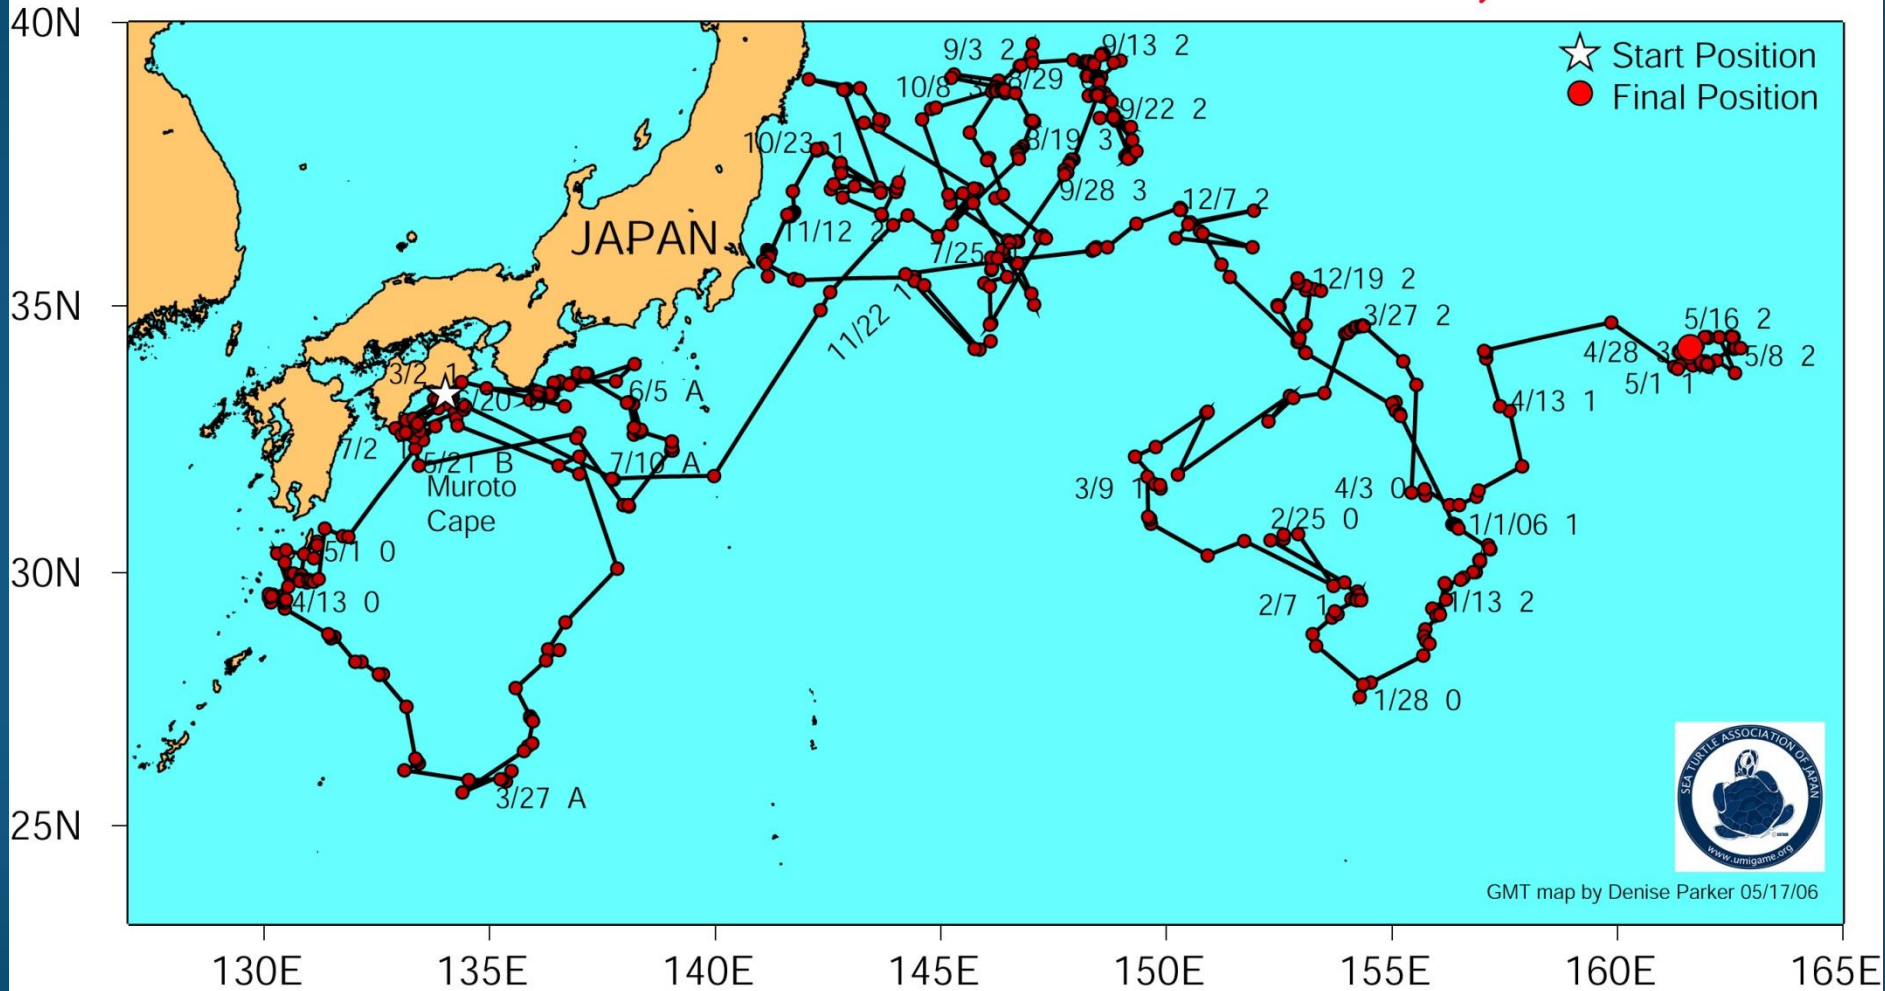 40N
35N
30N
25N
130E
135E
140E
145E
150E
155E
160E
165E
Start Position
Final Position
JAPAN
Muroto
Cape
3/2 1
/20 B
6/5 A
7/2 1
5/21 B
7/10 A
5/1 0
4/13 0
3/27 A
9/3 2
9/13 2
8/29
10/8 3
9/22 2
8/19 3
10/23 1
9/28 3
11/12 2
7/25 1
12/7 2
11/22 1
12/19 2
3/27 2
5/16 2
4/28 3
5/8 2
5/1 1
4/13 1
3/9 1
4/3 0
2/25 0
1/1/06 1
2/7 1
1/13 2
1/28 0
SEA TURTLE ASSOCIATION OF JAPAN
www.umigame.org
GMT map by Denise Parker 05/17/06